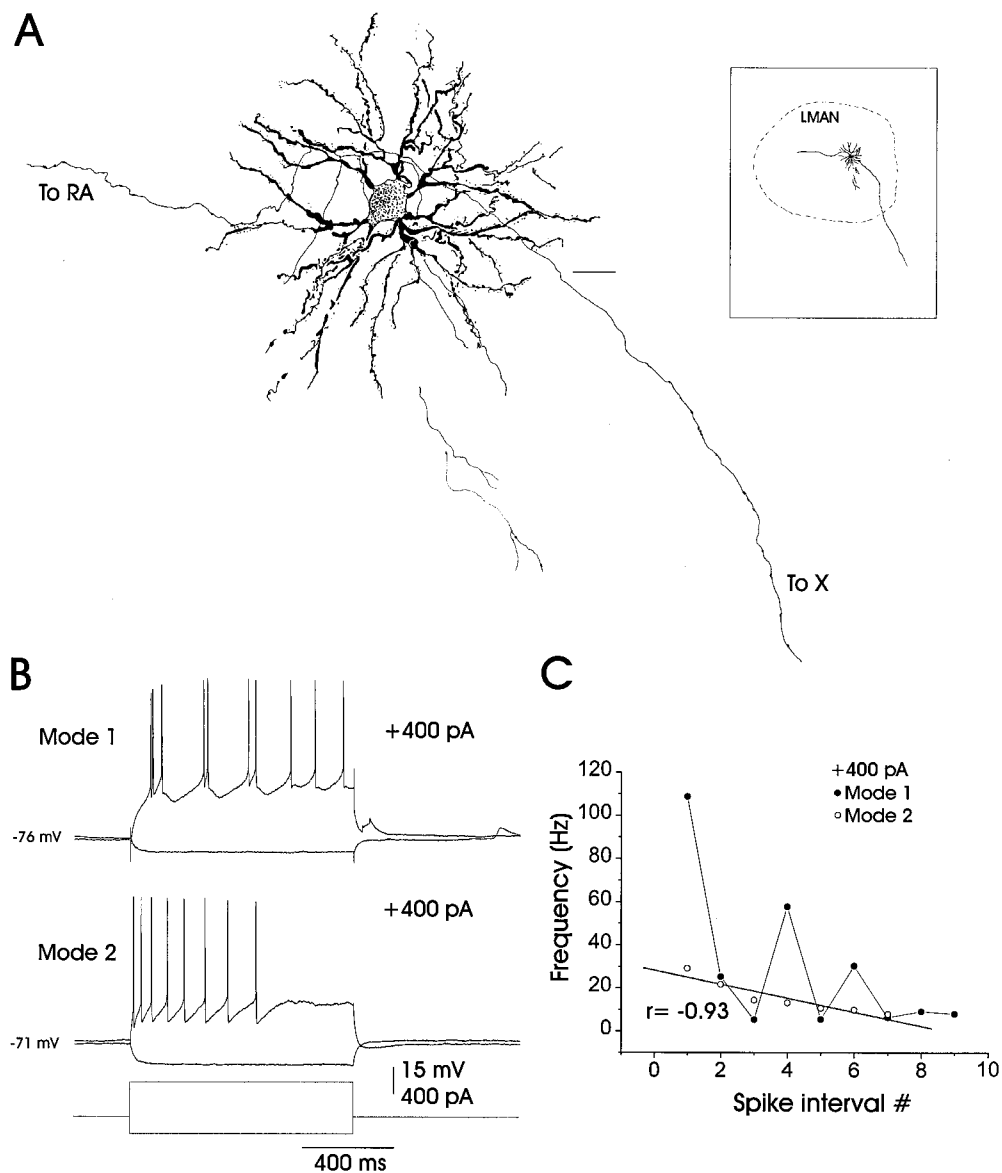 A
LMAN
To RA
To X
B
Mode 1
+400 pA
-76 mV
+400 pA
Mode 2
-71 mV
15 mV
400 pA
400 ms
C
+400 pA
Mode 1
Mode 2
120
100
80
60
40
20
0
Frequency (Hz)
r= -0.93
0 2 4 6 8 10
Spike interval #